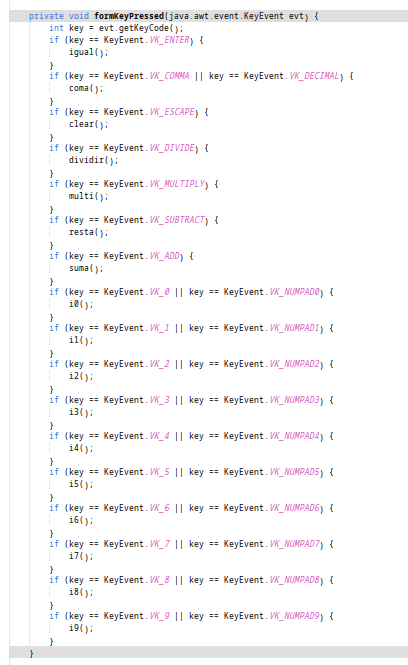 private void formKeyPressed(java.awt.event.KeyEvent evt) {
int key = evt.getKeyCode();
if (key == KeyEvent.VK_ENTER) {
igual();
}
if (key == KeyEvent.VK_COMMA || key == KeyEvent.VK_DECIMAL) {
coma();
}
if (key == KeyEvent.VK_ESCAPE) {
clear();
}
if (key == KeyEvent.VK_DIVIDE) {
dividir();
}
if (key == KeyEvent.VK_MULTIPLY) {
multi();
}
if (key == KeyEvent.VK_SUBTRACT) {
resta();
}
if (key == KeyEvent.VK_ADD) {
suma();
}
if (key == KeyEvent.VK_0 || key == KeyEvent.VK_NUMPAD0) {
i0();
}
if (key == KeyEvent.VK_1 || key == KeyEvent.VK_NUMPAD1) {
i1();
}
if (key == KeyEvent.VK_2 || key == KeyEvent.VK_NUMPAD2) {
i2();
}
if (key == KeyEvent.VK_3 || key == KeyEvent.VK_NUMPAD3) {
i3();
}
if (key == KeyEvent.VK_4 || key == KeyEvent.VK_NUMPAD4) {
i4();
}
if (key == KeyEvent.VK_5 || key == KeyEvent.VK_NUMPAD5) {
i5();
}
if (key == KeyEvent.VK_6 || key == KeyEvent.VK_NUMPAD6) {
i6();
}
if (key == KeyEvent.VK_7 || key == KeyEvent.VK_NUMPAD7) {
i7();
}
if (key == KeyEvent.VK_8 || key == KeyEvent.VK_NUMPAD8) {
i8();
}
if (key == KeyEvent.VK_9 || key == KeyEvent.VK_NUMPAD9) {
i9();
}
}